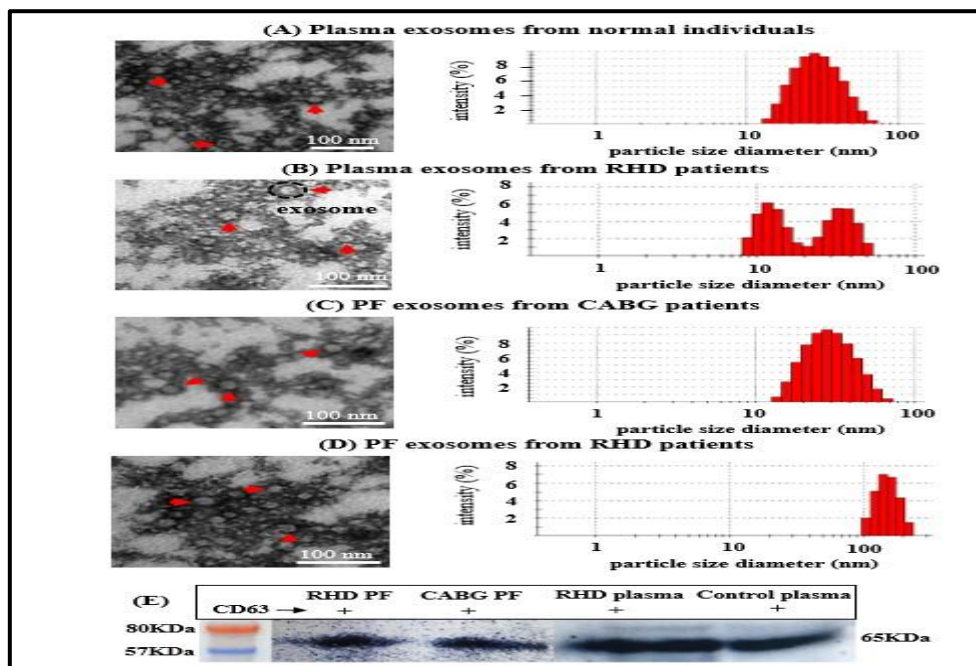 (A) Plasma exosomes from normal individuals
100 nm
intensity (%)
8
6
4
2
1 10 100
particle size diameter (nm)
(B) Plasma exosomes from RHD patients
exosome
100 nm
intensity (%)
8
6
4
2
1 10 100
particle size diameter (nm)
(C) PF exosomes from CABG patients
100 nm
intensity (%)
8
6
4
2
1 10 100
particle size diameter (nm)
(D) PF exosomes from RHD patients
100 nm
intensity (%)
8
6
4
2
1 10 100
particle size diameter (nm)
(E) RHD PF CABG PF RHD plasma Control plasma
CD63 → + + + +
80KDa
57KDa
65KDa